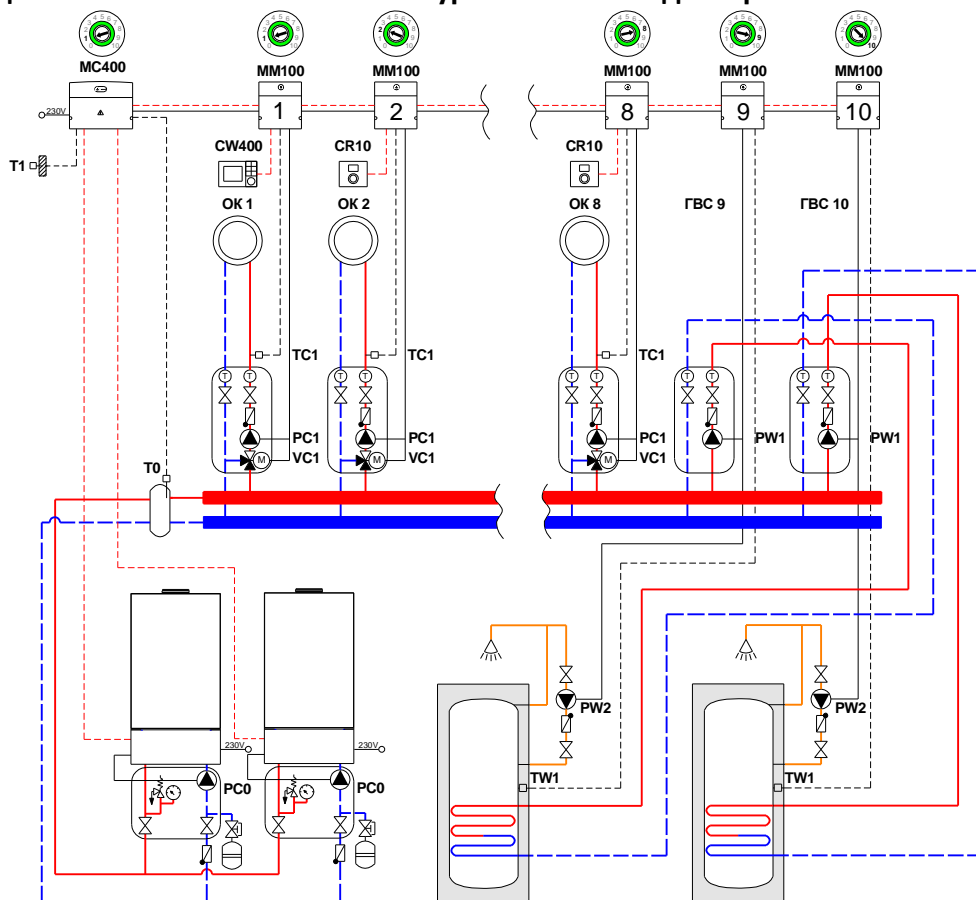 MC400
MM100
MM100
MM100
MM100
MM100
230V
1
2
8
9
10
T1
CW400
CR10
CR10
ОК 1
ОК 2
ОК 8
ГВС 9
ГВС 10
TC1
TC1
TC1
T T T T T T T T T T
PC1
PC1
PC1
PW1
PW1
M
VC1
M
VC1
M
VC1
T0
PW2
PW2
230V
230V
TW1
TW1
PC0
PC0